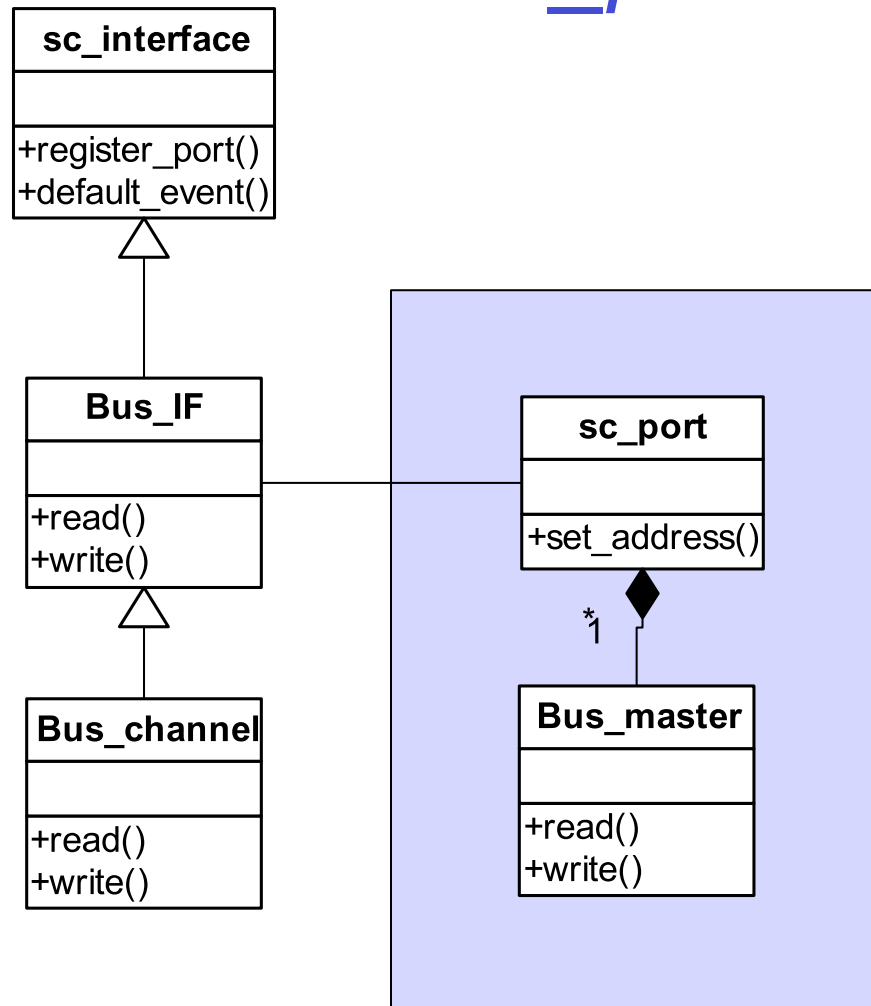 sc_interface
+register_port()
+default_event()
Bus_IF
+read()
+write()
sc_port
+set_address()
*
1
Bus_channel
+read()
+write()
Bus_master
+read()
+write()